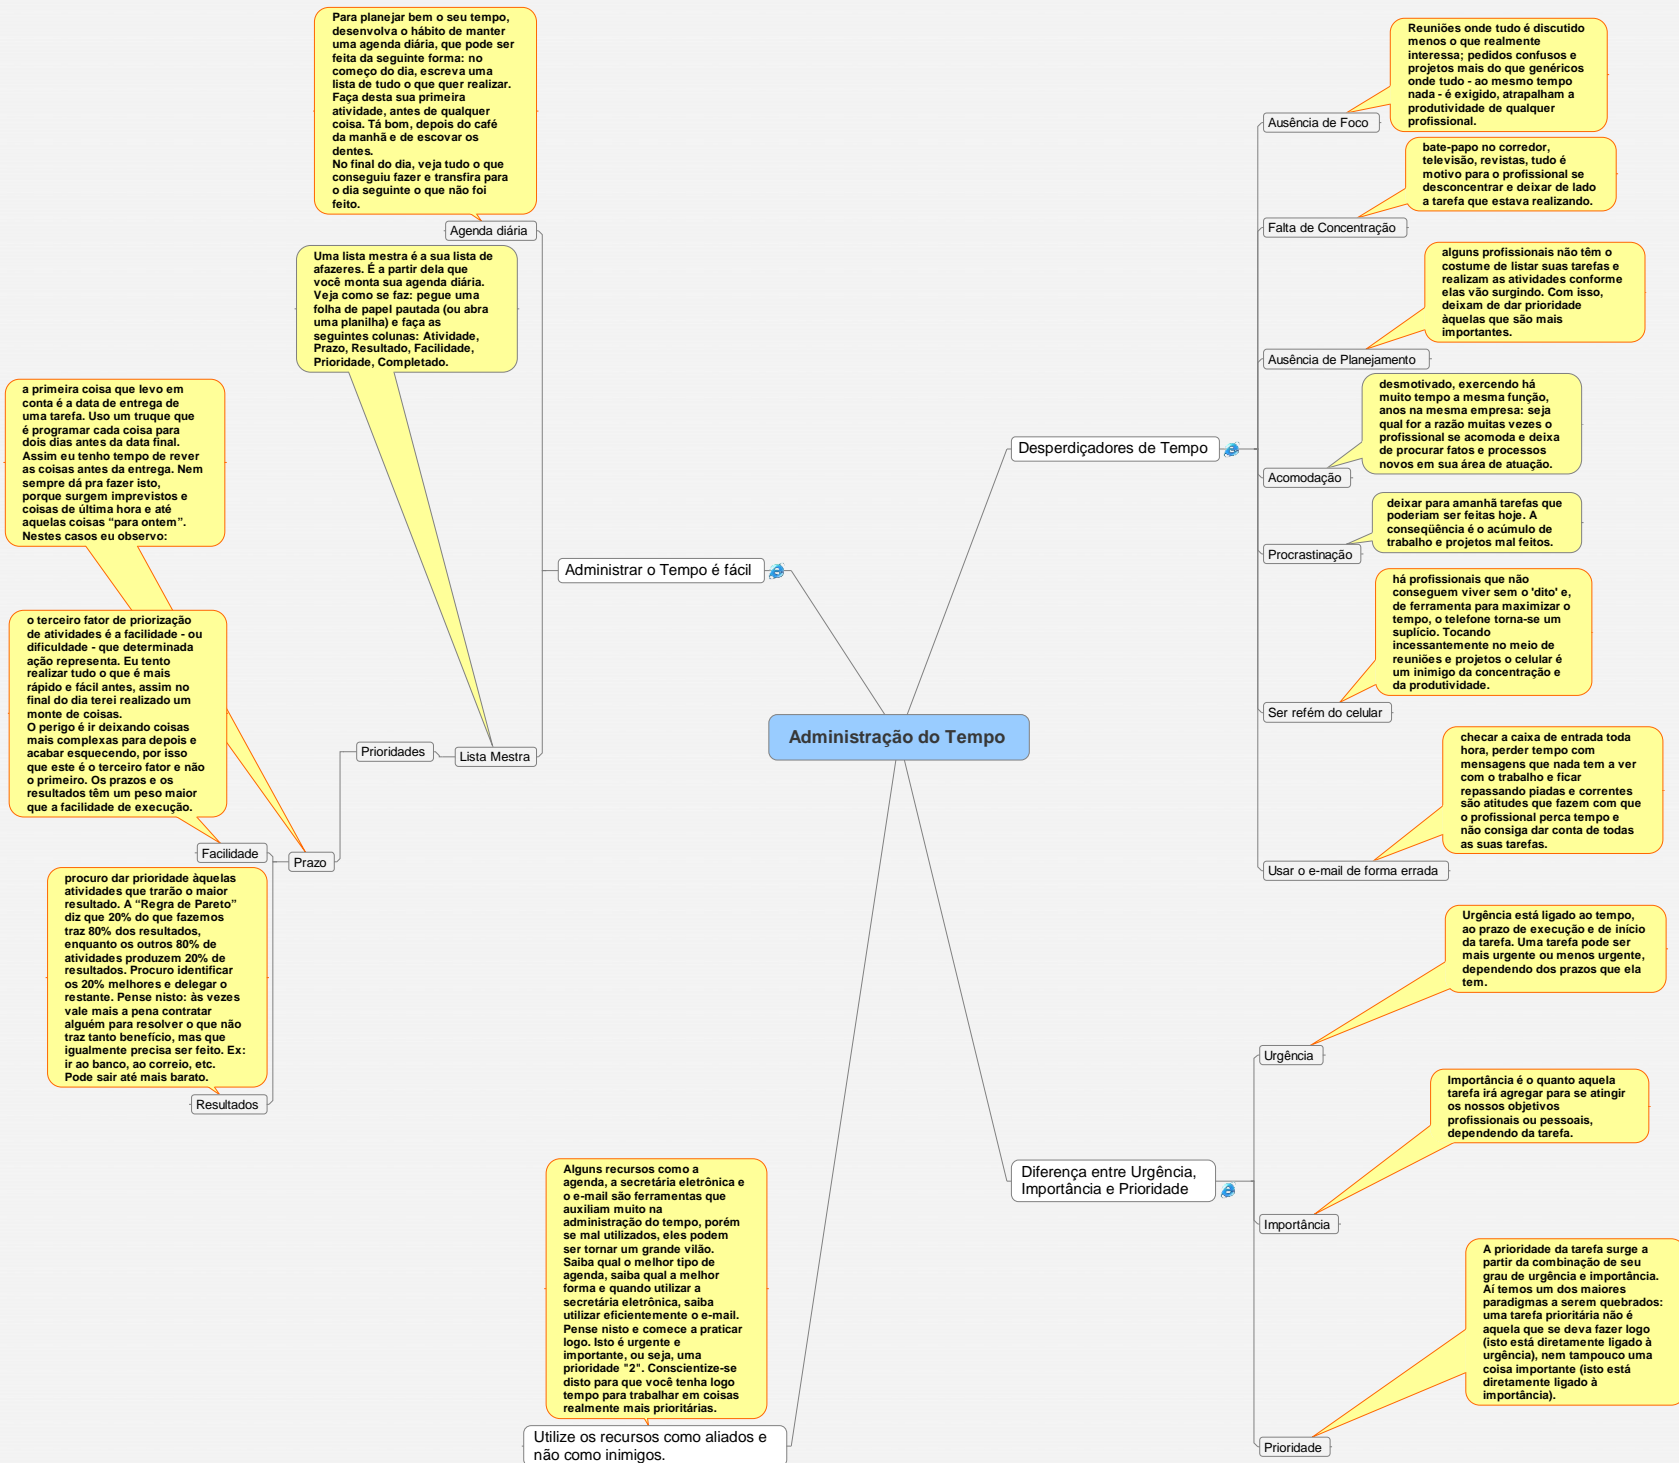 Administração do Tempo
Desperdiçadores de Tempo
Reuniões onde tudo é discutido
menos o que realmente
interessa; pedidos confusos e
projetos mais do que genéricos
onde tudo - ao mesmo tempo
nada - é exigido, atrapalham a
produtividade de qualquer
profissional.
Ausência de Foco
bate-papo no corredor,
televisão, revistas, tudo é
motivo para o profissional se
desconcentrar e deixar de lado
a tarefa que estava realizando.
Falta de Concentração
alguns profissionais não têm o
costume de listar suas tarefas e
realizam as atividades conforme
elas vão surgindo. Com isso,
deixam de dar prioridade
àquelas que são mais
importantes.
Ausência de Planejamento
desmotivado, exercendo há
muito tempo a mesma função,
anos na mesma empresa: seja
qual for a razão muitas vezes o
profissional se acomoda e deixa
de procurar fatos e processos
novos em sua área de atuação.
Acomodação
deixar para amanhã tarefas que
poderiam ser feitas hoje. A
conseqüência é o acúmulo de
trabalho e projetos mal feitos.
Procrastinação
há profissionais que não
conseguem viver sem o 'dito' e,
de ferramenta para maximizar o
tempo, o telefone torna-se um
suplício. Tocando
incessantemente no meio de
reuniões e projetos o celular é
um inimigo da concentração e
da produtividade.
Ser refém do celular
checar a caixa de entrada toda
hora, perder tempo com
mensagens que nada tem a ver
com o trabalho e ficar
repassando piadas e correntes
são atitudes que fazem com que
o profissional perca tempo e
não consiga dar conta de todas
as suas tarefas.
Usar o e-mail de forma errada
Diferença entre Urgência,
Importância e Prioridade
Urgência está ligado ao tempo,
ao prazo de execução e de início
da tarefa. Uma tarefa pode ser
mais urgente ou menos urgente,
dependendo dos prazos que ela
tem.
Urgência
Importância é o quanto aquela
tarefa irá agregar para se atingir
os nossos objetivos
profissionais ou pessoais,
dependendo da tarefa.
Importância
A prioridade da tarefa surge a
partir da combinação de seu
grau de urgência e importância.
Aí temos um dos maiores
paradigmas a serem quebrados:
uma tarefa prioritária não é
aquela que se deva fazer logo
(isto está diretamente ligado à
urgência), nem tampouco uma
coisa importante (isto está
diretamente ligado à
importância).
Prioridade
Alguns recursos como a
agenda, a secretária eletrônica e
o e-mail são ferramentas que
auxiliam muito na
administração do tempo, porém
se mal utilizados, eles podem
ser tornar um grande vilão.
Saiba qual o melhor tipo de
agenda, saiba qual a melhor
forma e quando utilizar a
secretária eletrônica, saiba
utilizar eficientemente o e-mail.
Pense nisto e comece a praticar
logo. Isto é urgente e
importante, ou seja, uma
prioridade "2". Conscientize-se
disto para que você tenha logo
tempo para trabalhar em coisas
realmente mais prioritárias.
Utilize os recursos como aliados e
não como inimigos.
Administrar o Tempo é fácil
Para planejar bem o seu tempo,
desenvolva o hábito de manter
uma agenda diária, que pode ser
feita da seguinte forma: no
começo do dia, escreva uma
lista de tudo o que quer realizar.
Faça desta sua primeira
atividade, antes de qualquer
coisa. Tá bom, depois do café
da manhã e de escovar os
dentes.
No final do dia, veja tudo o que
conseguiu fazer e transfira para
o dia seguinte o que não foi
feito.
Agenda diária
Uma lista mestra é a sua lista de
afazeres. É a partir dela que
você monta sua agenda diária.
Veja como se faz: pegue uma
folha de papel pautada (ou abra
uma planilha) e faça as
seguintes colunas: Atividade,
Prazo, Resultado, Facilidade,
Prioridade, Completado.
Lista Mestra
Prioridades
a primeira coisa que levo em
conta é a data de entrega de
uma tarefa. Uso um truque que
é programar cada coisa para
dois dias antes da data final.
Assim eu tenho tempo de rever
as coisas antes da entrega. Nem
sempre dá pra fazer isto,
porque surgem imprevistos e
coisas de última hora e até
aquelas coisas “para ontem”.
Nestes casos eu observo:
Prazo
o terceiro fator de priorização
de atividades é a facilidade - ou
dificuldade - que determinada
ação representa. Eu tento
realizar tudo o que é mais
rápido e fácil antes, assim no
final do dia terei realizado um
monte de coisas.
O perigo é ir deixando coisas
mais complexas para depois e
acabar esquecendo, por isso
que este é o terceiro fator e não
o primeiro. Os prazos e os
resultados têm um peso maior
que a facilidade de execução.
Facilidade
procuro dar prioridade àquelas
atividades que trarão o maior
resultado. A “Regra de Pareto”
diz que 20% do que fazemos
traz 80% dos resultados,
enquanto os outros 80% de
atividades produzem 20% de
resultados. Procuro identificar
os 20% melhores e delegar o
restante. Pense nisto: às vezes
vale mais a pena contratar
alguém para resolver o que não
traz tanto benefício, mas que
igualmente precisa ser feito. Ex:
ir ao banco, ao correio, etc.
Pode sair até mais barato.
Resultados